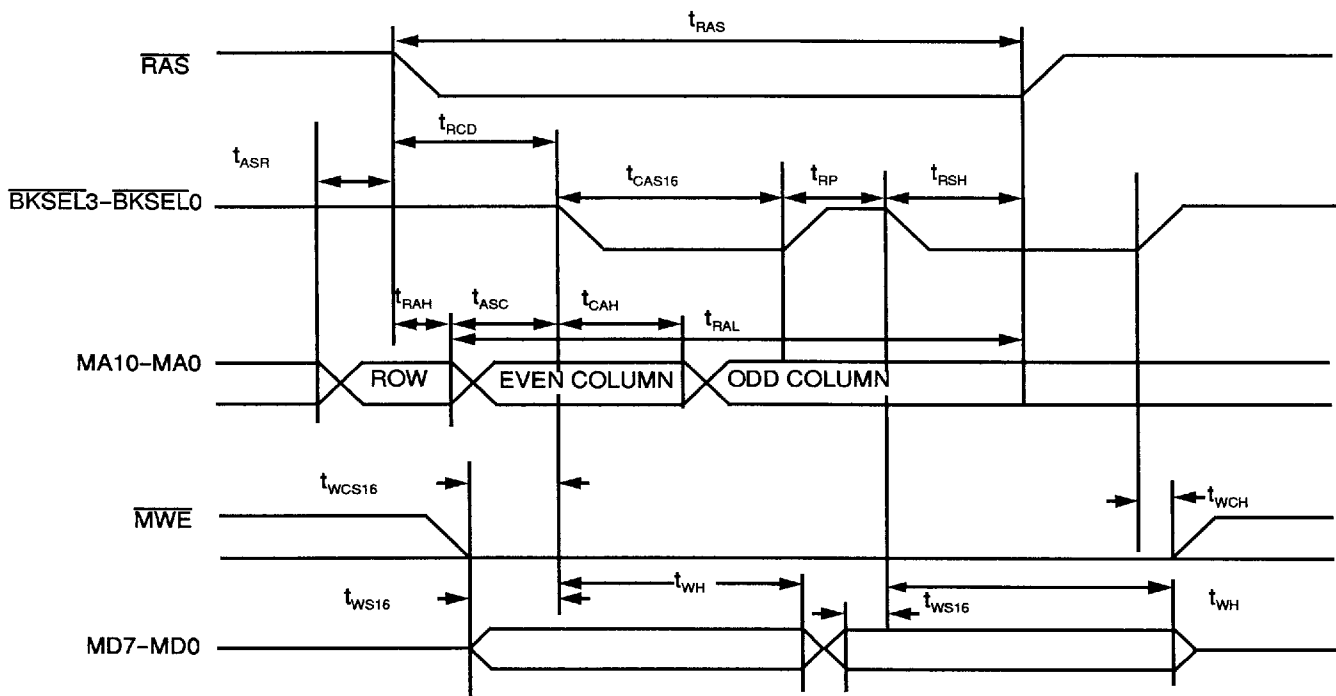 tRAS
RAS
tRCD
tASR
tCAS16 tRP tRSH
BKSEL3–BKSEL0
tRAH tASC tCAH
tRAL
MA10–MA0 ROW EVEN COLUMN ODD COLUMN
tWCS16
tWCH
MWE
tWH
tWS16 tWS16 tWH
MD7–MD0